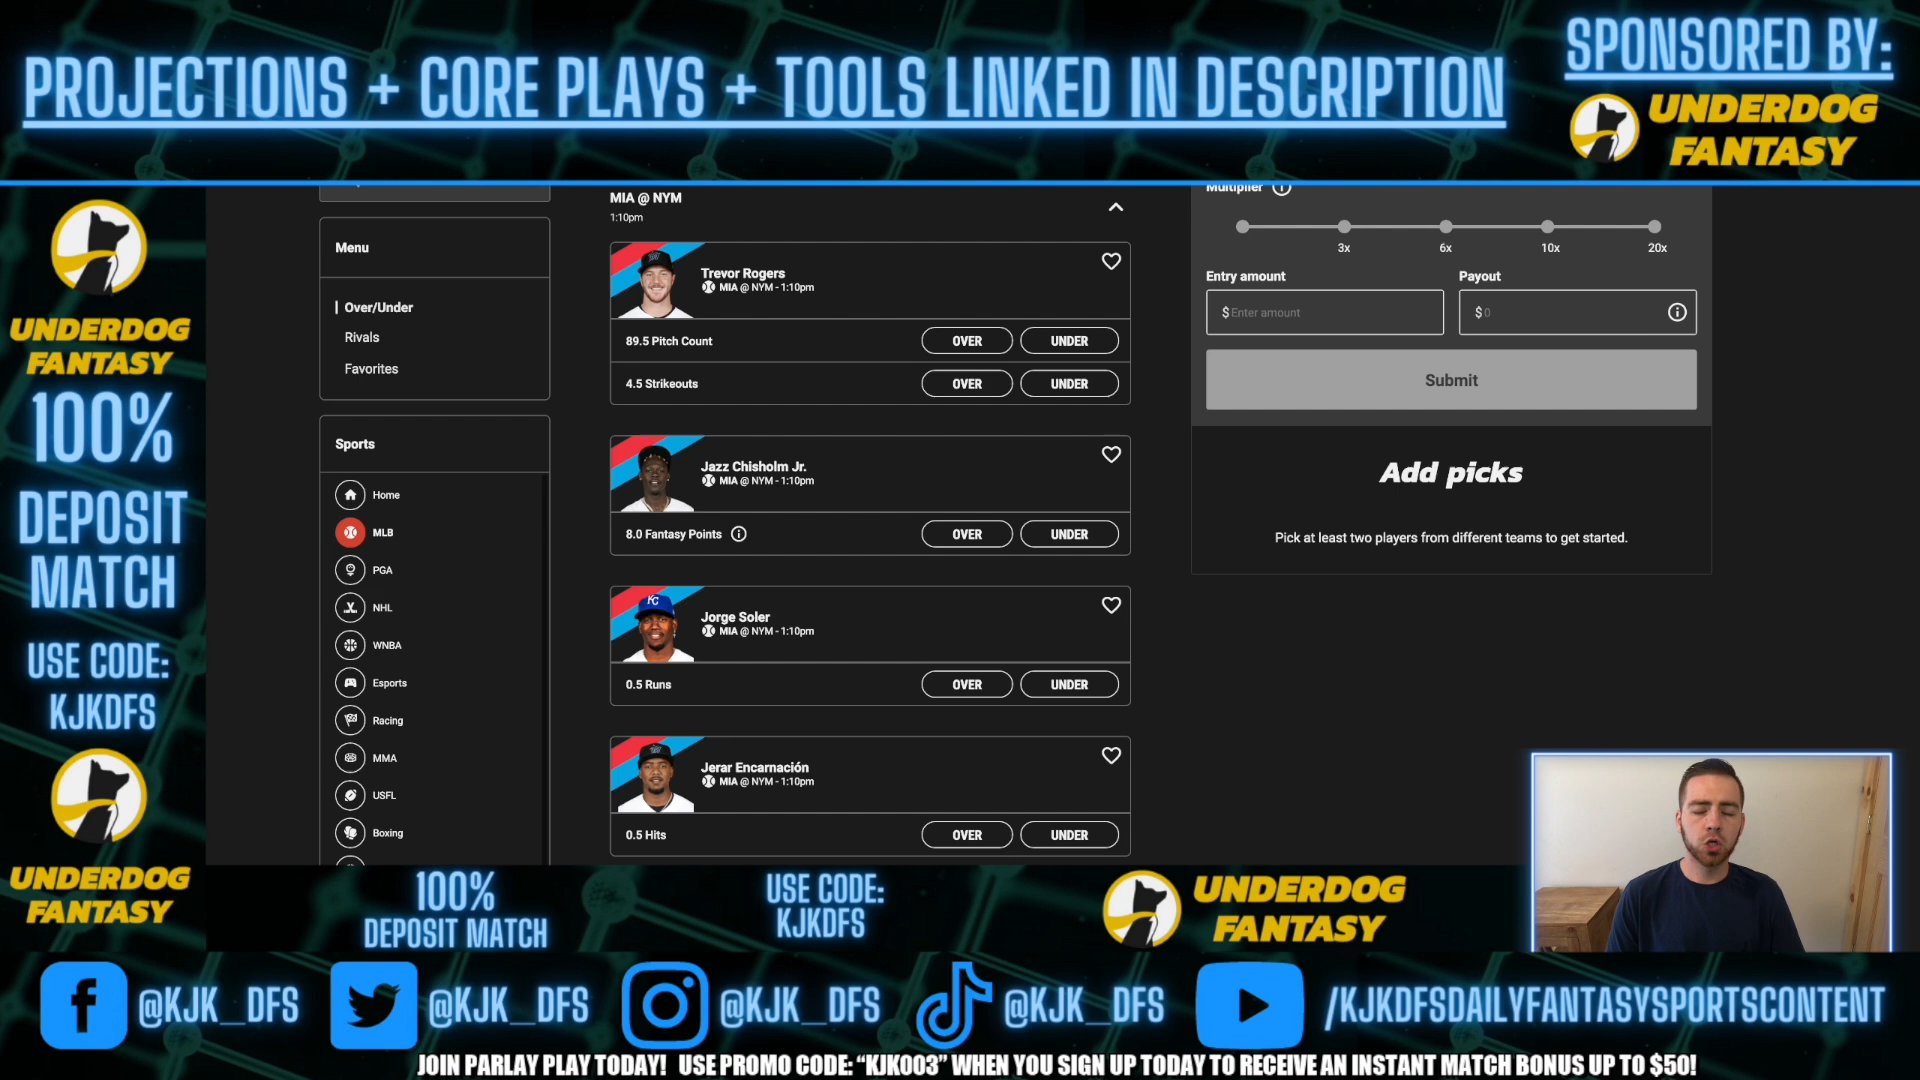 PROJECTIONS + CORE PLAYS + TOOLS LINKED IN DESCRIPTION
SPONSORED BY:
UNDERDOG
FANTASY
UNDERDOG
FANTASY
100%
DEPOSIT
MATCH
USE CODE:
KJKDFS
UNDERDOG
FANTASY
Menu
Over/Under
Rivals
Favorites
Sports
Home
MLB
PGA
NHL
WNBA
Esports
Racing
MMA
USFL
Boxing
MIA @ NYM
1:10pm
Trevor Rogers
MIA @ NYM - 1:10pm
89.5 Pitch Count OVER UNDER
4.5 Strikeouts OVER UNDER
Jazz Chisholm Jr.
MIA @ NYM - 1:10pm
8.0 Fantasy Points OVER UNDER
KC
Jorge Soler
MIA @ NYM - 1:10pm
0.5 Runs OVER UNDER
Jerar Encarnación
MIA @ NYM - 1:10pm
0.5 Hits OVER UNDER
Multiplier
3x 6x 10x 20x
Entry amount Payout
$ Enter amount $ 0
Submit
Add picks
Pick at least two players from different teams to get started.
100%
DEPOSIT MATCH
USE CODE:
KJKDFS
UNDERDOG
FANTASY
@KJK_DFS @KJK_DFS @KJK_DFS @KJK_DFS /KJKDFSDAILYFANTASYSPORTSCONTENT
JOIN PARLAY PLAY TODAY! USE PROMO CODE: “KJK003” WHEN YOU SIGN UP TODAY TO RECEIVE AN INSTANT MATCH BONUS UP TO $50!